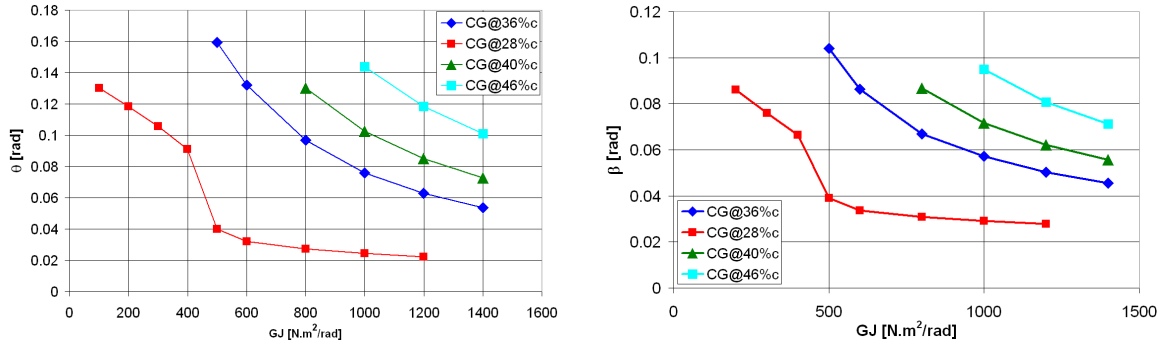 0.18
0.16
0.14
0.12
0.1
0.08
0.06
0.04
0.02
0
θ [rad]
0 200 400 600 800 1000 1200 1400 1600
GJ [N.m²/rad]
CG@36%c
CG@28%c
CG@40%c
CG@46%c
0.12
0.1
0.08
0.06
0.04
0.02
0
β [rad]
0 500 1000 1500
GJ [N.m²/rad]
CG@36%c
CG@28%c
CG@40%c
CG@46%c